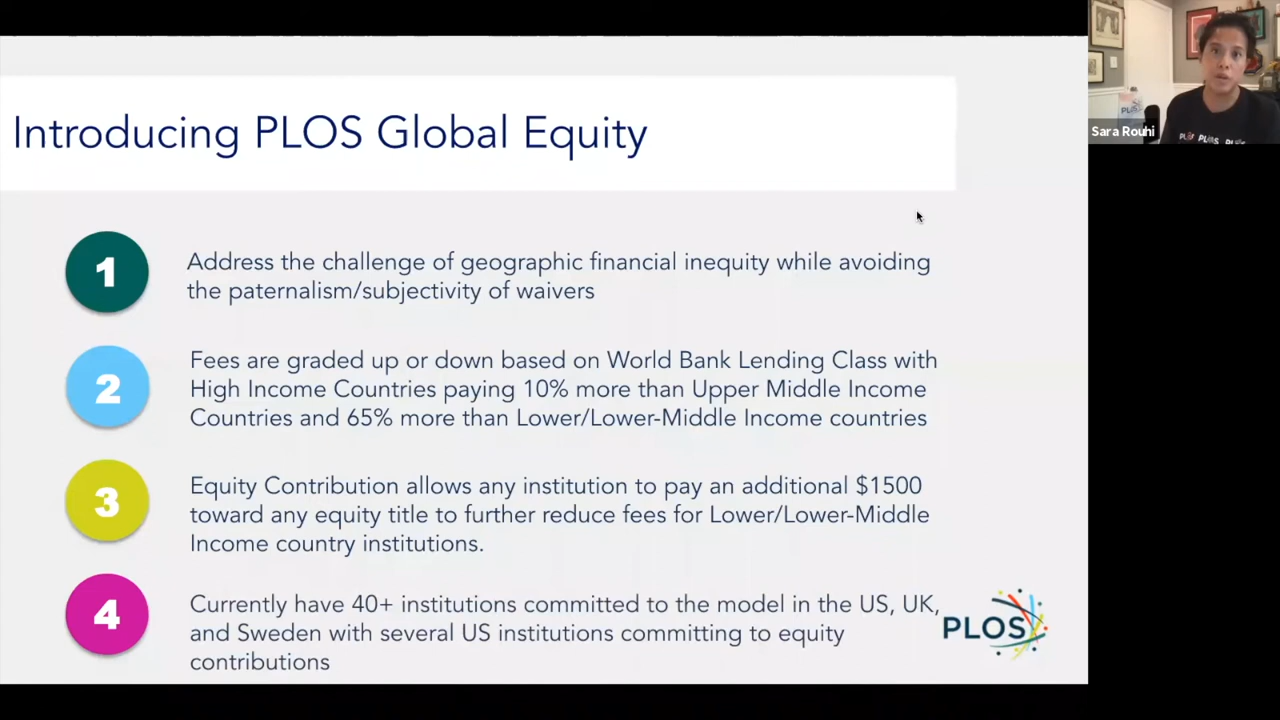 Introducing PLOS Global Equity
1
Address the challenge of geographic financial inequity while avoiding
the paternalism/subjectivity of waivers
2
Fees are graded up or down based on World Bank Lending Class with
High Income Countries paying 10% more than Upper Middle Income
Countries and 65% more than Lower/Lower-Middle Income countries
3
Equity Contribution allows any institution to pay an additional $1500
toward any equity title to further reduce fees for Lower/Lower-Middle
Income country institutions.
4
Currently have 40+ institutions committed to the model in the US, UK,
and Sweden with several US institutions committing to equity
contributions
PLOS
Sara Rouhi
PLOS PLOS PLOS
PLOS